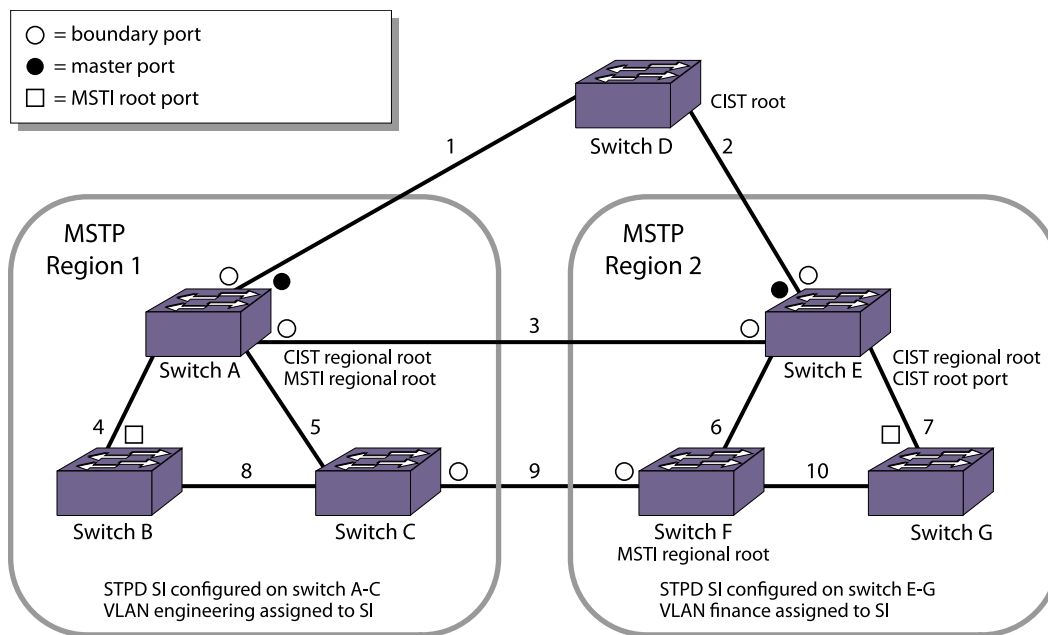 = boundary port
= master port
= MSTI root port
CIST root
Switch D
1
2
MSTP
Region 1
MSTP
Region 2
3
Switch A
CIST regional root
MSTI regional root
Switch E
CIST regional root
CIST root port
4
5
6
7
8
9
10
Switch B
Switch C
Switch F
MSTI regional root
Switch G
STPD SI configured on switch A-C
VLAN engineering assigned to SI
STPD SI configured on switch E-G
VLAN finance assigned to SI